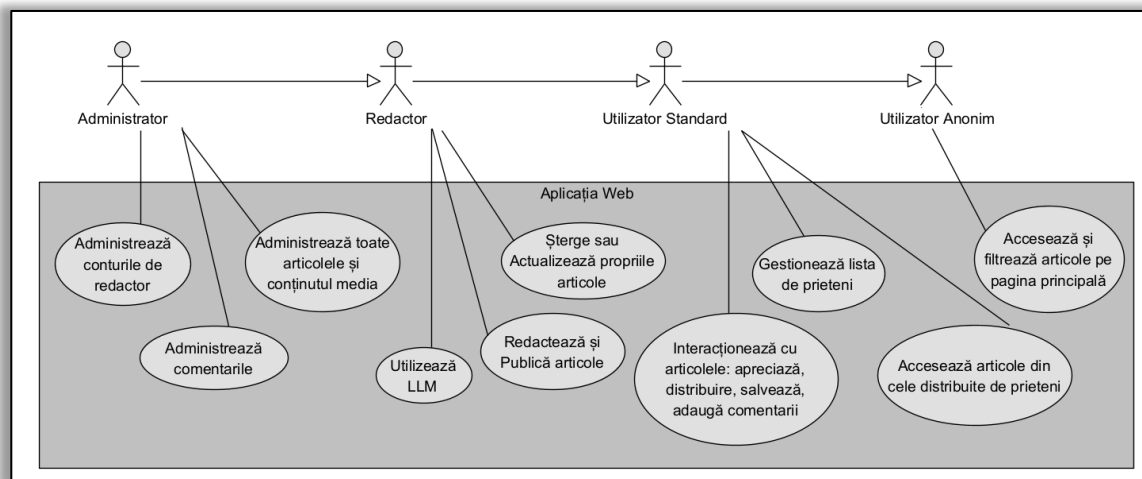 Administrator
Redactor
Utilizator Standard
Utilizator Anonim
Aplicația Web
Administrează
conturile de
redactor
Administrează toate
articolele și
conținutul media
Administrează
comentarile
Șterge sau
Actualizează propriile
articole
Utilizează
LLM
Redactează și
Publică articole
Gestionează lista
de prieteni
Interacționează cu
articolele: apreciază,
distribuire, salvează,
adaugă comentarii
Accesează și
filtrează articole pe
pagina principală
Accesează articole din
cele distribuite de prieteni